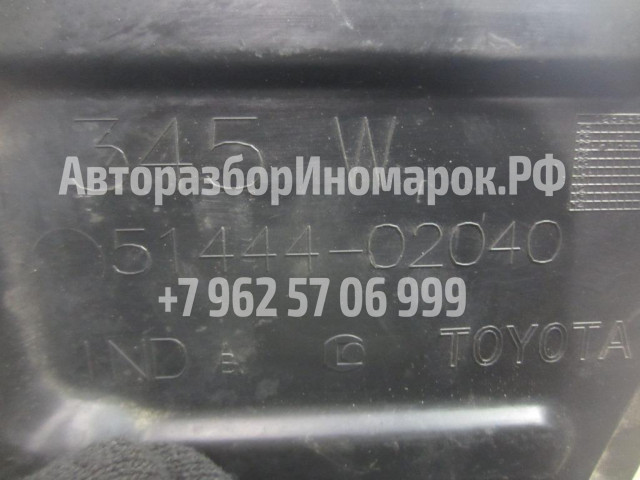 345 W
АвторазборИномарок.РФ
51444-02040
+7 962 57 06 999
IND
TOYOTA